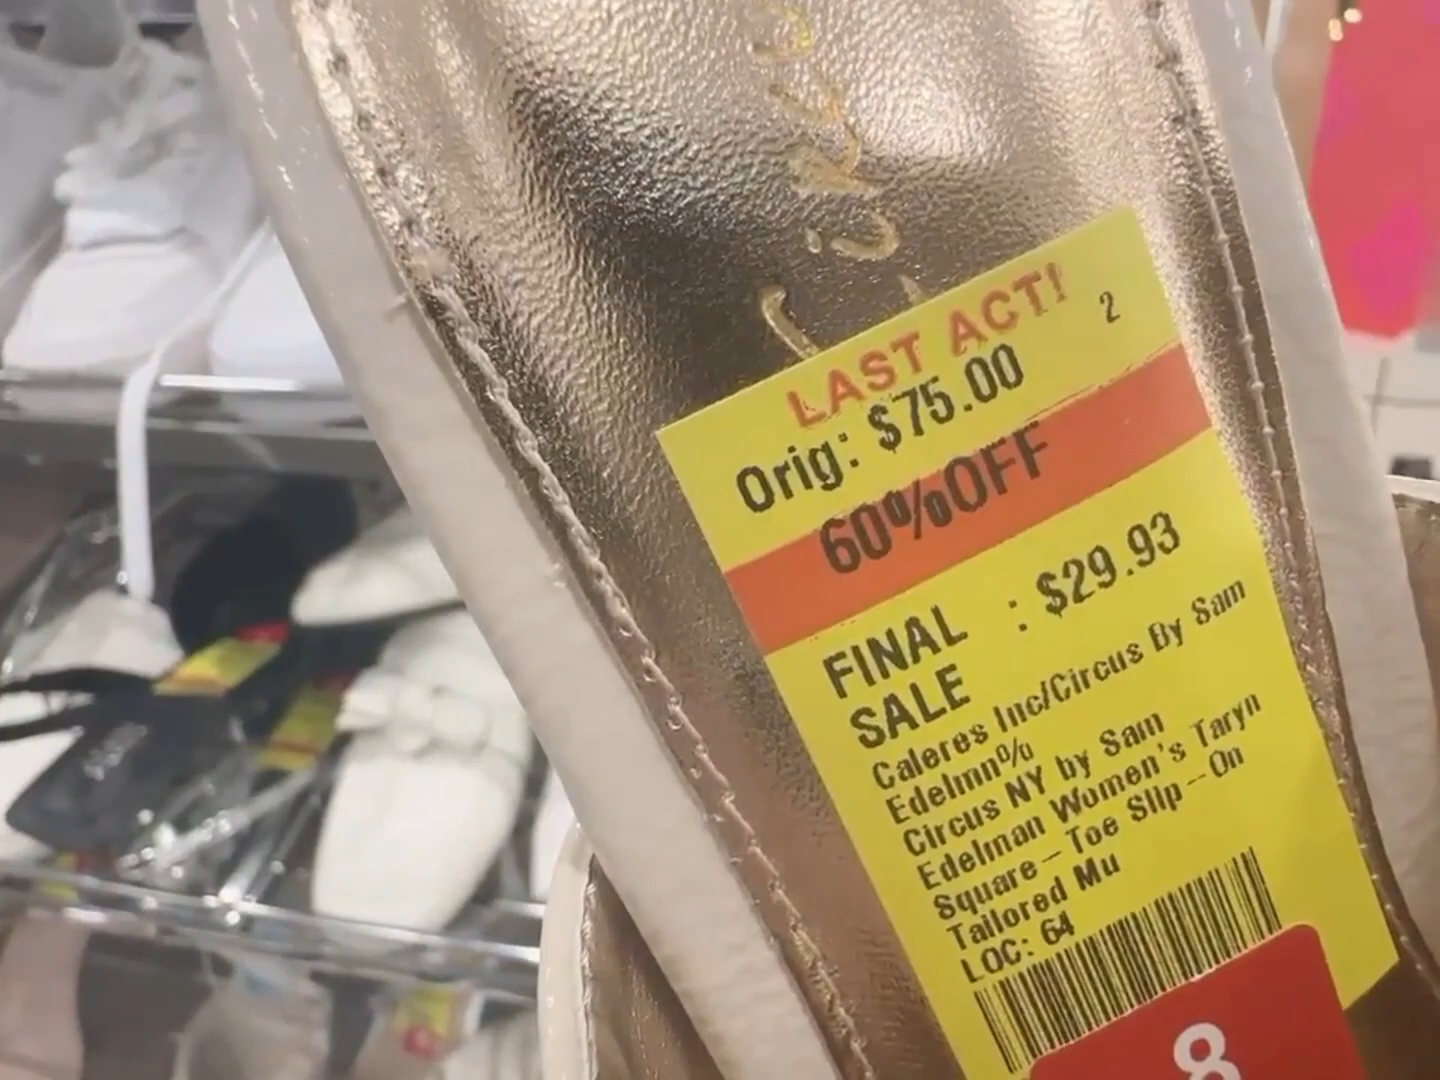 LAST ACT! 2
Orig: $75.00
60%OFF
FINAL : $29.93
SALE
Caleres Inc/Circus By Sam
Edelmn%
Circus NY by Sam
Edelman Women's Taryn
Square-Toe Slip-On
Tailored Mu
LOC: 64
8